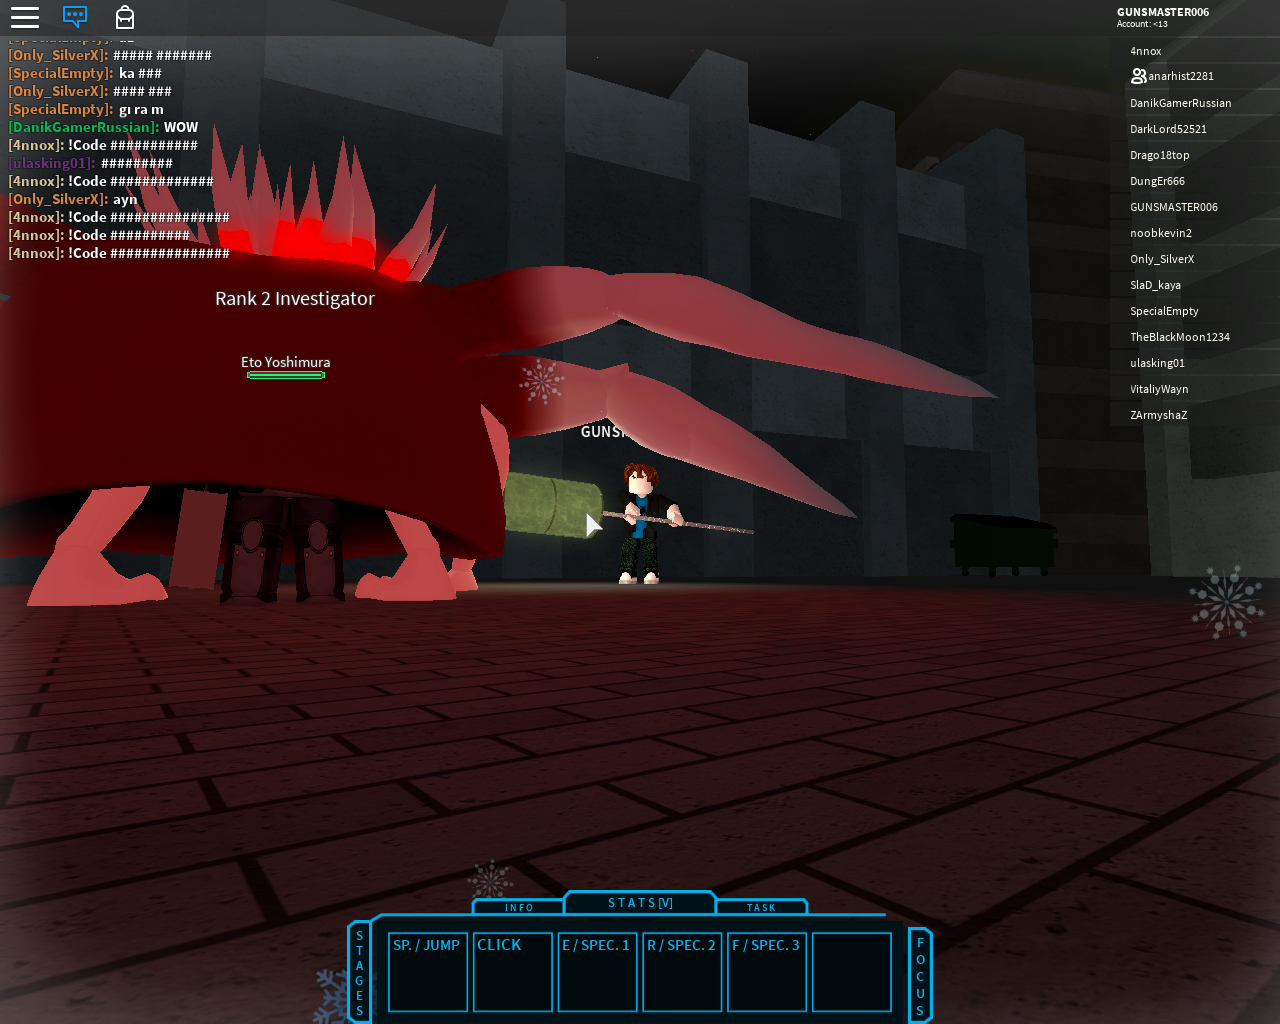 GUNSMASTER006
Account: <13
[Only_SilverX]: ##### #######
[SpecialEmpty]: ka ###
[Only_SilverX]: #### ###
[SpecialEmpty]: gı ra m
[DanikGamerRussian]: WOW
[4nnox]: !Code ###########
[ulasking01]: #########
[4nnox]: !Code #############
[Only_SilverX]: ayn
[4nnox]: !Code ###############
[4nnox]: !Code ##########
[4nnox]: !Code ###############
4nnox
anarhist2281
DanikGamerRussian
DarkLord52521
Drago18top
DungEr666
GUNSMASTER006
noobkevin2
Only_SilverX
SlaD_kaya
SpecialEmpty
TheBlackMoon1234
ulasking01
VitaliyWayn
ZArmyshaZ
Rank 2 Investigator
Eto Yoshimura
INFO
STATS[V]
TASK
STAGES
SP. / JUMP
CLICK
E / SPEC. 1
R / SPEC. 2
F / SPEC. 3
FOCUS